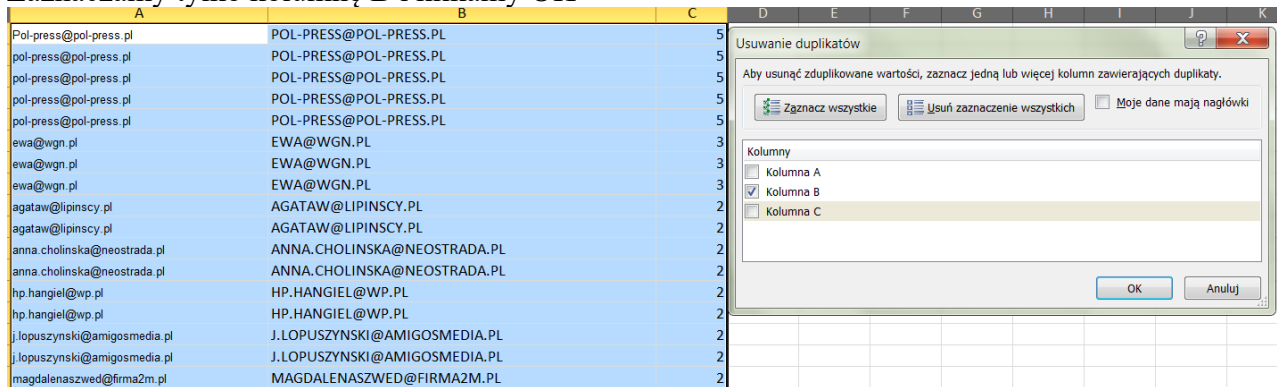 A B C D E F G H I J K
Pol-press@pol-press.pl POL-PRESS@POL-PRESS.PL 5
pol-press@pol-press.pl POL-PRESS@POL-PRESS.PL 5
pol-press@pol-press.pl POL-PRESS@POL-PRESS.PL 5
pol-press@pol-press.pl POL-PRESS@POL-PRESS.PL 5
pol-press@pol-press.pl POL-PRESS@POL-PRESS.PL 5
ewa@wgn.pl EWA@WGN.PL 3
ewa@wgn.pl EWA@WGN.PL 3
ewa@wgn.pl EWA@WGN.PL 3
agataw@lipinscy.pl AGATAW@LIPINSCY.PL 2
agataw@lipinscy.pl AGATAW@LIPINSCY.PL 2
anna.cholinska@neostrada.pl ANNA.CHOLINSKA@NEOSTRADA.PL 2
anna.cholinska@neostrada.pl ANNA.CHOLINSKA@NEOSTRADA.PL 2
hp.hangiel@wp.pl HP.HANGIEL@WP.PL 2
hp.hangiel@wp.pl HP.HANGIEL@WP.PL 2
j.lopuszynski@amigosmedia.pl J.LOPUSZYNSKI@AMIGOSMEDIA.PL 2
j.lopuszynski@amigosmedia.pl J.LOPUSZYNSKI@AMIGOSMEDIA.PL 2
magdalenaszwed@firma2m.pl MAGDALENASZWED@FIRMA2M.PL 2
Usuwanie duplikatów
Aby usunąć zduplikowane wartości, zaznacz jedną lub więcej kolumn zawierających duplikaty.
Zaznacz wszystkie Usuń zaznaczenie wszystkich Moje dane mają nagłówki
Kolumny
Kolumna A
Kolumna B
Kolumna C
OK Anuluj